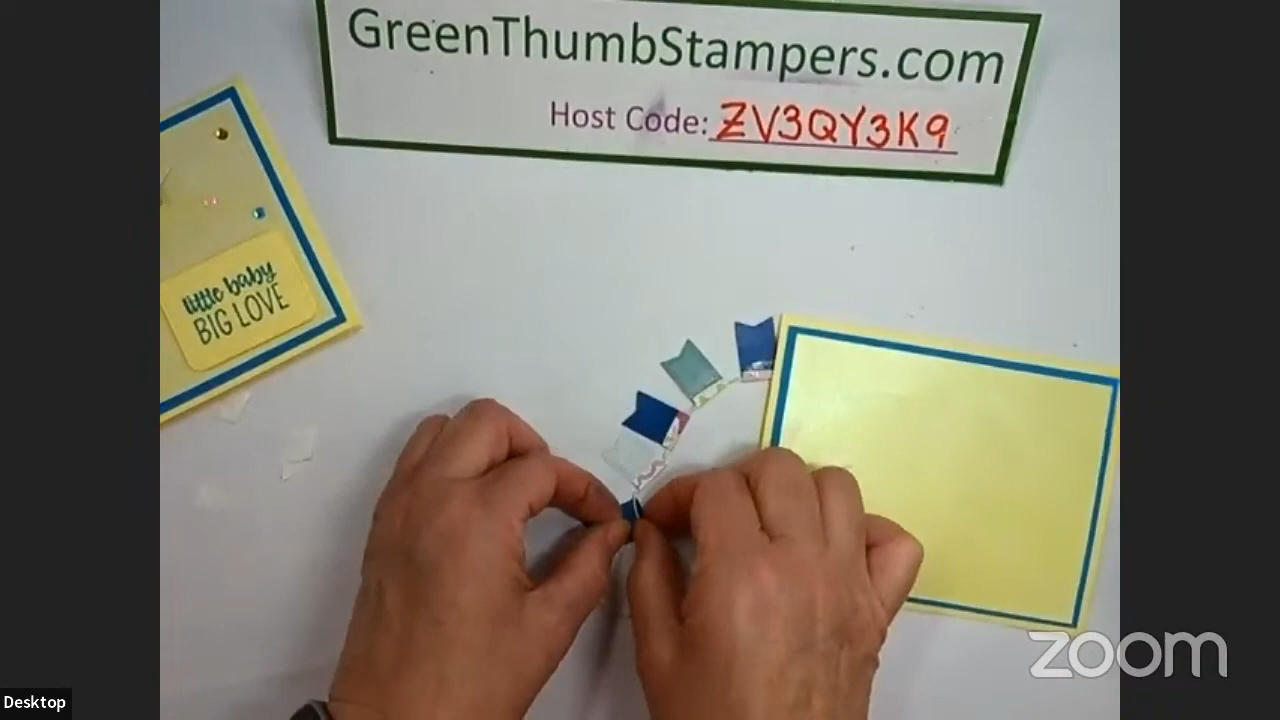 GreenThumbStampers.com
Host Code: ZV3QY3K9
little baby
BIG LOVE
zoom
Desktop